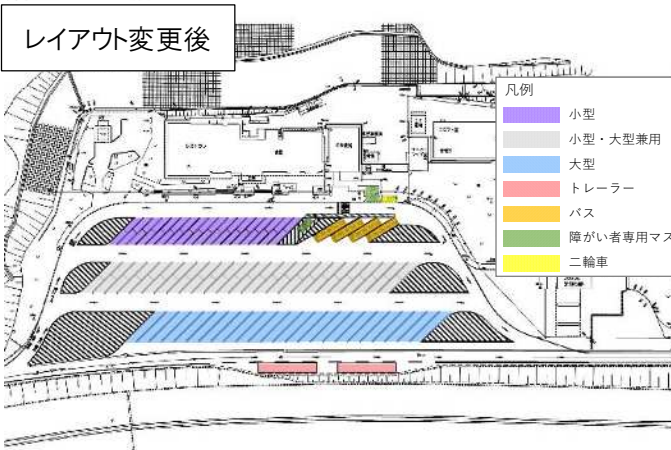 レイアウト変更後
凡例
小型
小型・大型兼用
大型
トレーラー
バス
障がい者専用マス
二輪車